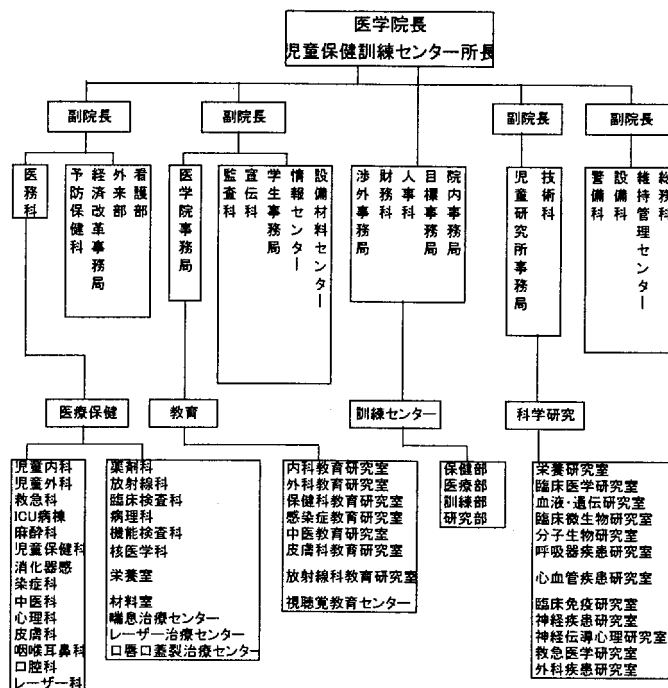 医学院長
児童保健訓練センター所長
副院長
副院長
副院長
副院長
医務科
看護部
外来部
経済改革事務局
予防保健科
医学院事務局
設備材料センター
情報センター
学生事務局
宣伝科
監査科
院内事務局
目標事務局
人事科
財務科
渉外事務局
技術科
児童研究所事務局
総務科
維持管理センター
設備科
警備科
医療保健
教育
訓練センター
科学研究
児童内科
児童外科
救急科
ICU病棟
麻酔科
児童保健科
消化器感
染症科
中医科
心理科
皮膚科
咽喉耳鼻科
口腔科
レーザー科
薬剤科
放射線科
臨床検査科
病理科
機能検査科
核医学科
栄養室
材料室
喘息治療センター
レーザー治療センター
口唇口蓋裂治療センター
内科教育研究室
外科教育研究室
保健科教育研究室
感染症教育研究室
中医教育研究室
皮膚科教育研究室
放射線科教育研究室
視聴覚教育センター
保健部
医療部
訓練部
研究部
栄養研究室
臨床医学研究室
血液・遺伝研究室
臨床微生物研究室
分子生物研究室
呼吸器疾患研究室
心血管疾患研究室
臨床免疫研究室
神経疾患研究室
神経伝導心理研究室
救急医学研究室
外科疾患研究室